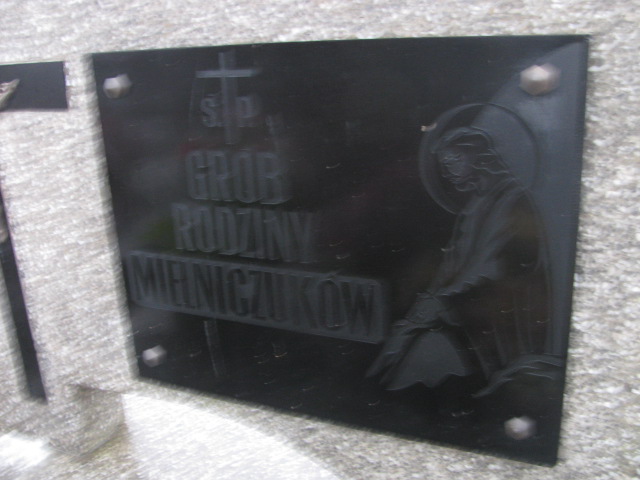 Ś. P.
GRÓB
RODZINY
MIELNICZUKÓW